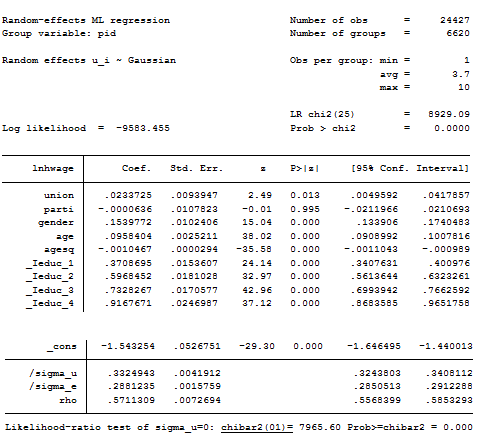 Random-effects ML regression Number of obs = 24427
Group variable: pid Number of groups = 6620
Random effects u_i ~ Gaussian Obs per group: min = 1
avg = 3.7
max = 10
LR chi2(25) = 8929.09
Log likelihood = -9583.455 Prob > chi2 = 0.0000
lnhwage Coef. Std. Err. z P>|z| [95% Conf. Interval]
union .0233725 .0093947 2.49 0.013 .0049592 .0417857
parti -.0000636 .0107823 -0.01 0.995 -.0211966 .0210693
gender .1539772 .0102406 15.04 0.000 .133906 .1740483
age .0958404 .0025211 38.02 0.000 .0908992 .1007816
agesq -.0010467 .0000294 -35.58 0.000 -.0011043 -.000989
_Ieduc_1 .3708695 .0153607 24.14 0.000 .3407631 .400976
_Ieduc_2 .5968452 .0181028 32.97 0.000 .5613644 .6323261
_Ieduc_3 .7328267 .0170577 42.96 0.000 .6993942 .7662592
_Ieduc_4 .9167671 .0246987 37.12 0.000 .8683585 .9651758
_cons -1.543254 .0526751 -29.30 0.000 -1.646495 -1.440013
/sigma_u .3324943 .0041912 .3243803 .3408112
/sigma_e .2881235 .0015759 .2850513 .2912288
rho .5711309 .0072694 .5568399 .5853293
Likelihood-ratio test of sigma_u=0: chibar2(01)= 7965.60 Prob>=chibar2 = 0.000